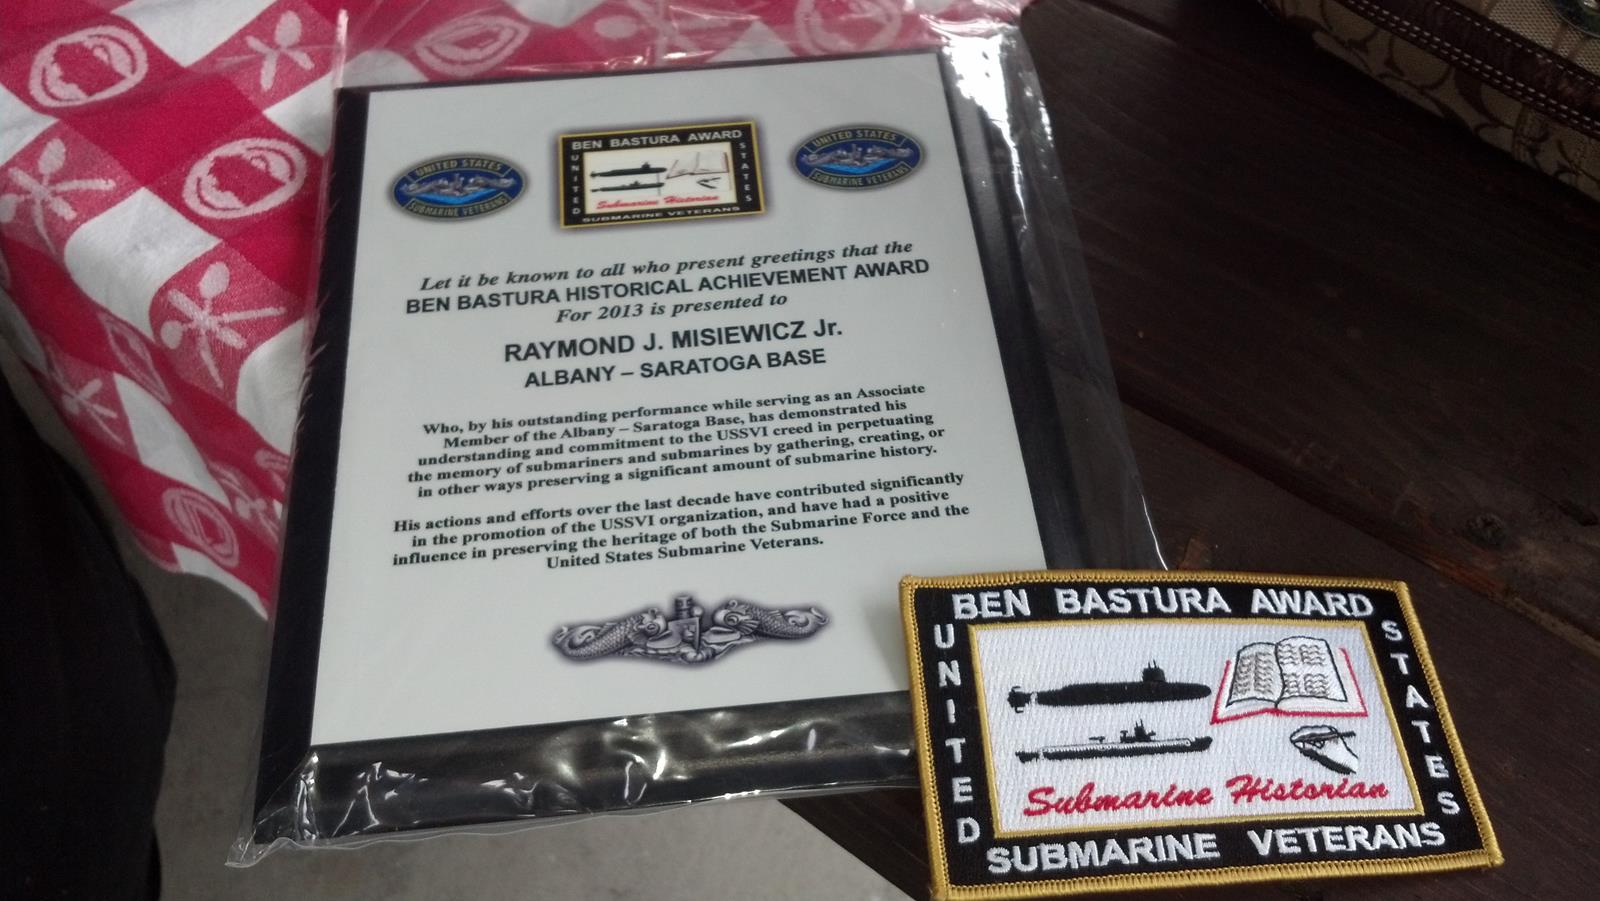 UNITED STATES
SUBMARINE VETERANS
BEN BASTURA AWARD
UNITED
STATES
Submarine Historian
SUBMARINE VETERANS
UNITED STATES
SUBMARINE VETERANS
Let it be known to all who present greetings that the
BEN BASTURA HISTORICAL ACHIEVEMENT AWARD
For 2013 is presented to
RAYMOND J. MISIEWICZ Jr.
ALBANY – SARATOGA BASE
Who, by his outstanding performance while serving as an Associate
Member of the Albany – Saratoga Base, has demonstrated his
understanding and commitment to the USSVI creed in perpetuating
the memory of submariners and submarines by gathering, creating, or
in other ways preserving a significant amount of submarine history.
His actions and efforts over the last decade have contributed significantly
in the promotion of the USSVI organization, and have had a positive
influence in preserving the heritage of both the Submarine Force and the
United States Submarine Veterans.
BEN BASTURA AWARD
UNITED
STATES
Submarine Historian
SUBMARINE VETERANS